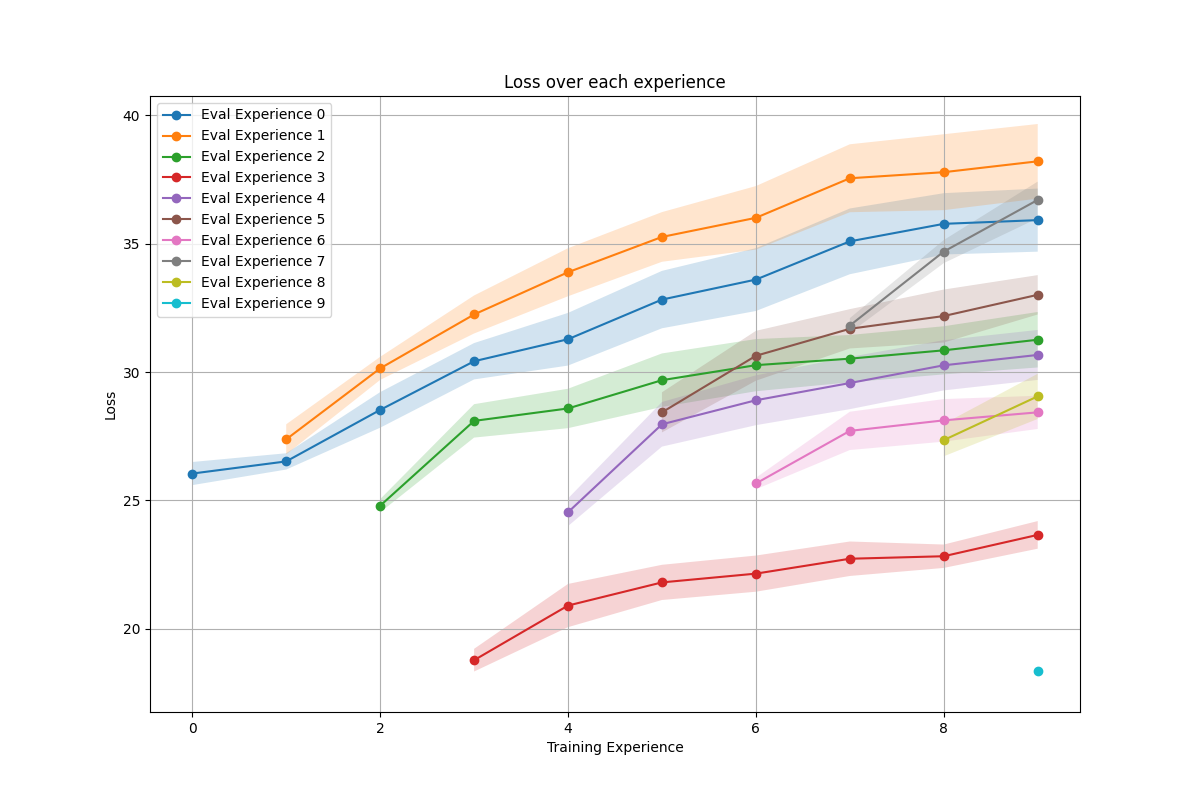 Loss over each experience
Eval Experience 0
Eval Experience 1
Eval Experience 2
Eval Experience 3
Eval Experience 4
Eval Experience 5
Eval Experience 6
Eval Experience 7
Eval Experience 8
Eval Experience 9
Loss
40
35
30
25
20
0 2 4 6 8
Training Experience